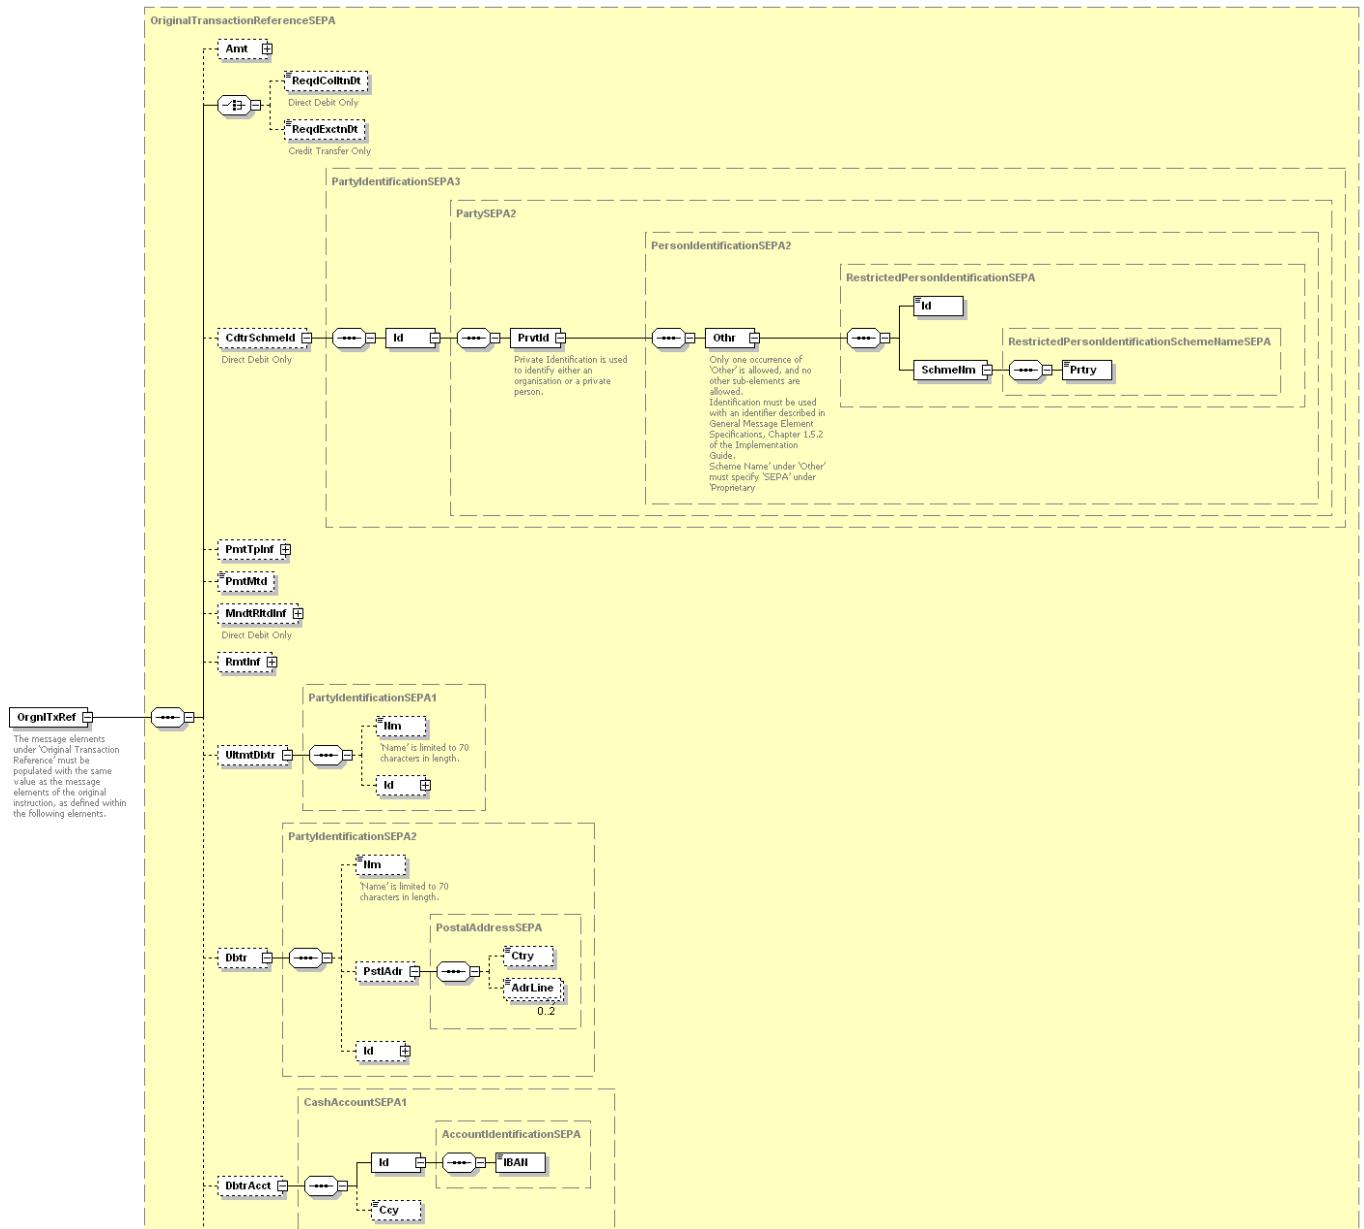 OriginalTransactionReferenceSEPA
Amt
ReqdColltnDt
Direct Debit Only
ReqdExctnDt
Credit Transfer Only
PartyIdentificationSEPA3
PartySEPA2
PersonIdentificationSEPA2
RestrictedPersonIdentificationSEPA
Id
CdtrSchmeId
Direct Debit Only
Id
PrvtId
Private Identification is used
to identify either an
organisation or a private
person.
Othr
Only one occurrence of
'Other' is allowed, and no
other sub-elements are
allowed.
Identification must be used
with an identifier described in
General Message Element
Specifications, Chapter 1.5.2
of the Implementation
Guide.
Scheme Name' under 'Other'
must specify 'SEPA' under
'Proprietary
RestrictedPersonIdentificationSchemeNameSEPA
SchmeNm
Prtry
PmtTpInf
PmtMtd
MndtRltdInf
Direct Debit Only
RmtInf
OrgnlTxRef
The message elements
under 'Original Transaction
Reference' must be
populated with the same
value as the message
elements of the original
instruction, as defined within
the following elements.
PartyIdentificationSEPA1
UltmtDbtr
Nm
'Name' is limited to 70
characters in length.
Id
PartyIdentificationSEPA2
Nm
'Name' is limited to 70
characters in length.
Dbtr
PostalAddressSEPA
PstlAdr
Ctry
AdrLine
0..2
Id
CashAccountSEPA1
AccountIdentificationSEPA
Id
IBAN
DbtrAcct
Ccy